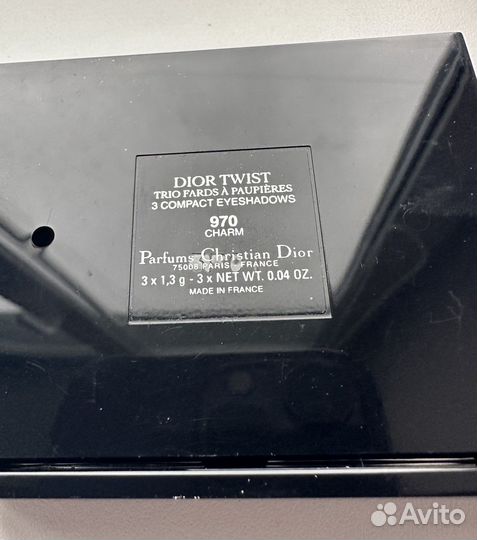 DIOR TWIST
TRIO FARDS À PAUPIÈRES
3 COMPACT EYESHADOWS
970
CHARM
Parfums Christian Dior
75008 PARIS - FRANCE
3 x 1,3 g - 3 x NET WT. 0.04 OZ.
MADE IN FRANCE
Avito